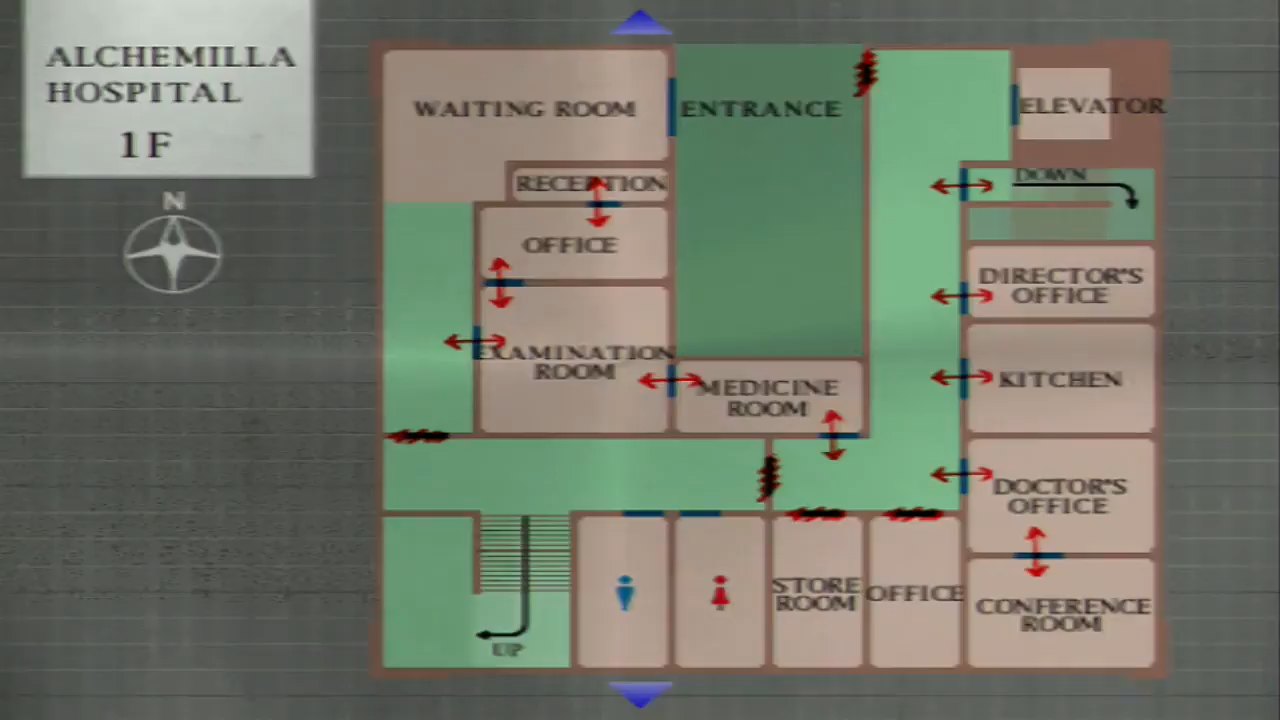 ALCHEMILLA
HOSPITAL
1F
N
WAITING ROOM
ENTRANCE
ELEVATOR
RECEPTION
DOWN
OFFICE
DIRECTOR'S
OFFICE
EXAMINATION
ROOM
MEDICINE
ROOM
KITCHEN
DOCTOR'S
OFFICE
STORE
ROOM
OFFICE
CONFERENCE
ROOM
UP